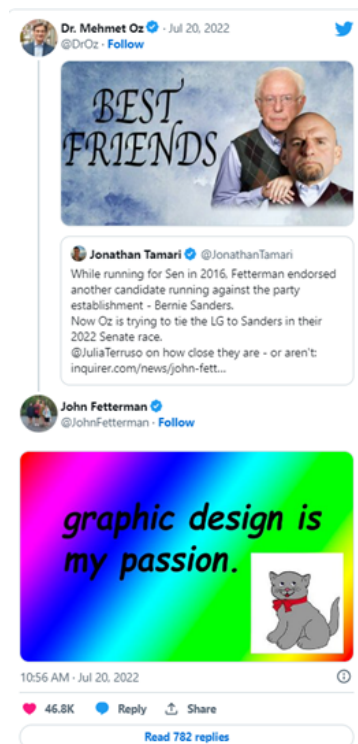 Dr. Mehmet Oz · Jul 20, 2022
@DrOz · Follow
BEST
FRIENDS
Jonathan Tamari @JonathanTamari
While running for Sen in 2016, Fetterman endorsed
another candidate running against the party
establishment - Bernie Sanders.
Now Oz is trying to tie the LG to Sanders in their
2022 Senate race.
@JuliaTerruso on how close they are - or aren't:
inquirer.com/news/john-fett...
John Fetterman
@JohnFetterman · Follow
graphic design is
my passion.
10:56 AM · Jul 20, 2022
46.8K Reply Share
Read 782 replies